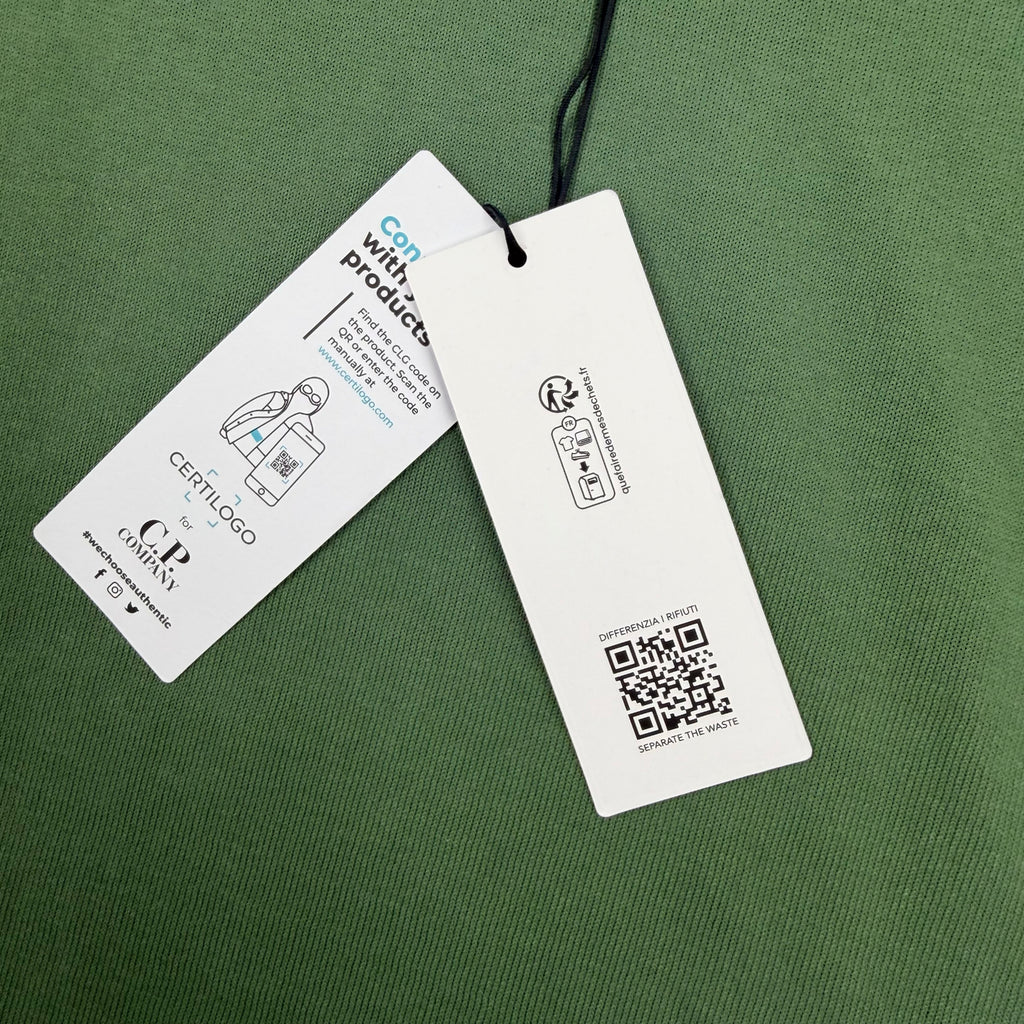 Con
with
products
Find the CLG code on
the product. Scan the
QR or enter the code
manually at
www.certilogo.com
CERTILOGO
for
C.P.
COMPANY
#wechooseauthentic
FR
quefairedemesdechets.fr
DIFFERENZIA I RIFIUTI
SEPARATE THE WASTE